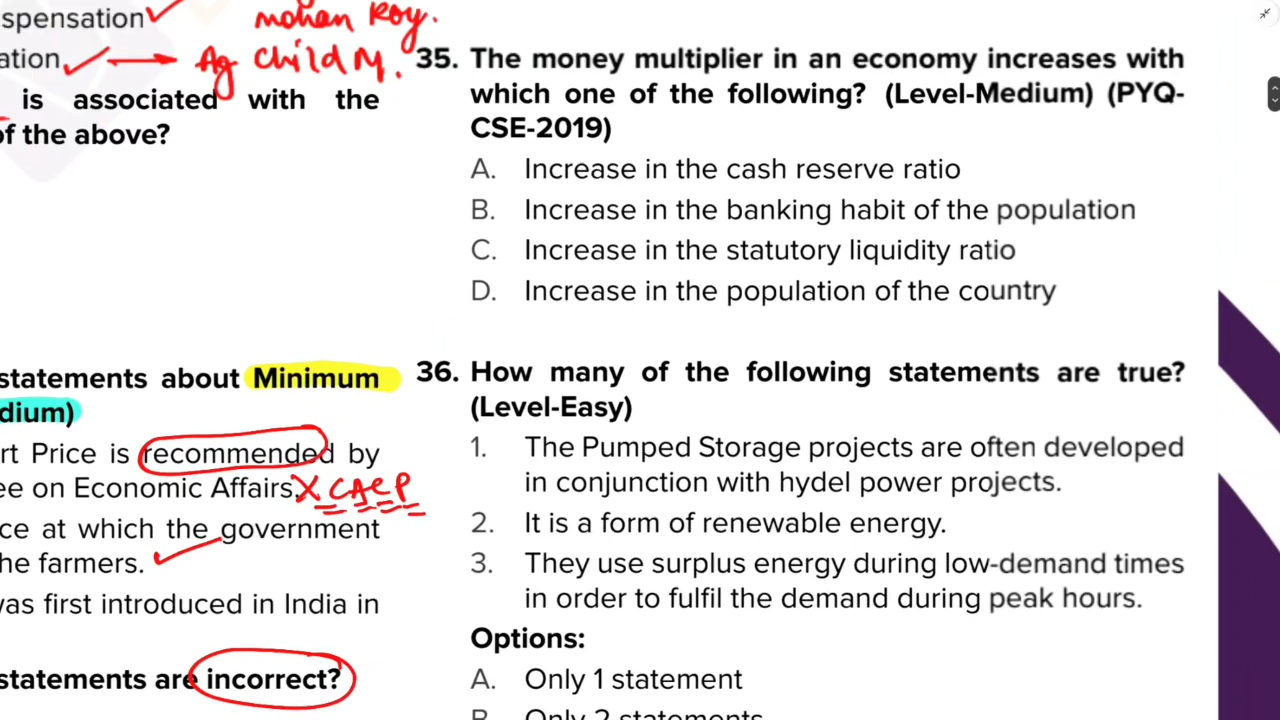 spensation
mohan Roy.
ation → Ag Child M.
is associated with the
of the above?
statements about Minimum
dium)
rt Price is recommended by
ee on Economic Affairs. X CACP
ce at which the government
he farmers.
was first introduced in India in
statements are incorrect?
35. The money multiplier in an economy increases with
which one of the following? (Level-Medium) (PYQ-
CSE-2019)
A. Increase in the cash reserve ratio
B. Increase in the banking habit of the population
C. Increase in the statutory liquidity ratio
D. Increase in the population of the country
36. How many of the following statements are true?
(Level-Easy)
1. The Pumped Storage projects are often developed
in conjunction with hydel power projects.
2. It is a form of renewable energy.
3. They use surplus energy during low-demand times
in order to fulfil the demand during peak hours.
Options:
A. Only 1 statement
B. Only 2 statements